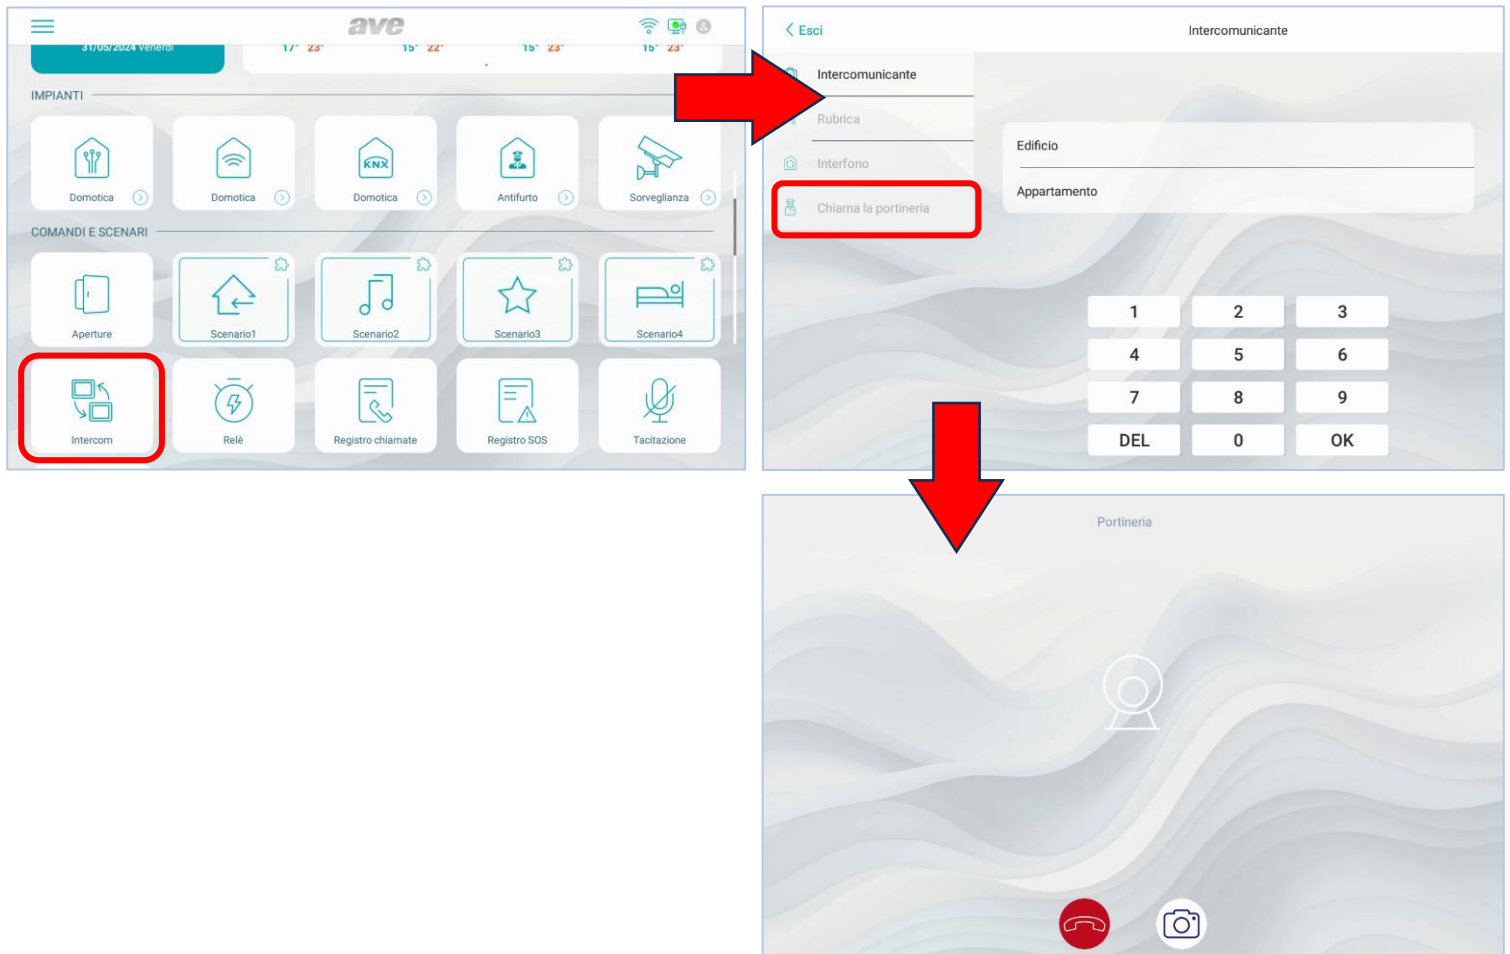 ave
31/05/2024 Venerdì
17° 23° 15° 22° 15° 23° 15° 23°
IMPIANTI
Domotica Domotica KNX Domotica Antifurto Sorveglianza
COMANDI E SCENARI
Aperture Scenario1 Scenario2 Scenario3 Scenario4
Intercom Relè Registro chiamate Registro SOS Tacitazione
Esci
Intercomunicante
Intercomunicante
Rubrica
Interfono
Chiama la portineria
Edificio
Appartamento
1 2 3
4 5 6
7 8 9
DEL 0 OK
Portineria